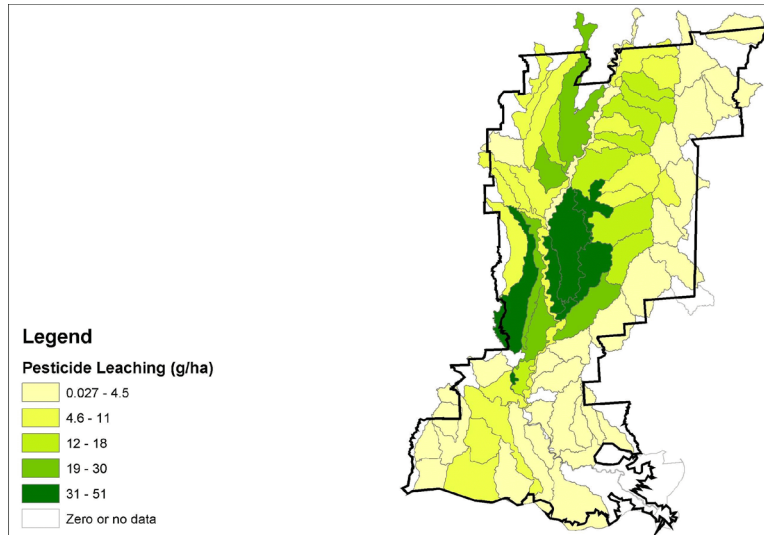 Legend
Pesticide Leaching (g/ha)
0.027 - 4.5
4.6 - 11
12 - 18
19 - 30
31 - 51
Zero or no data